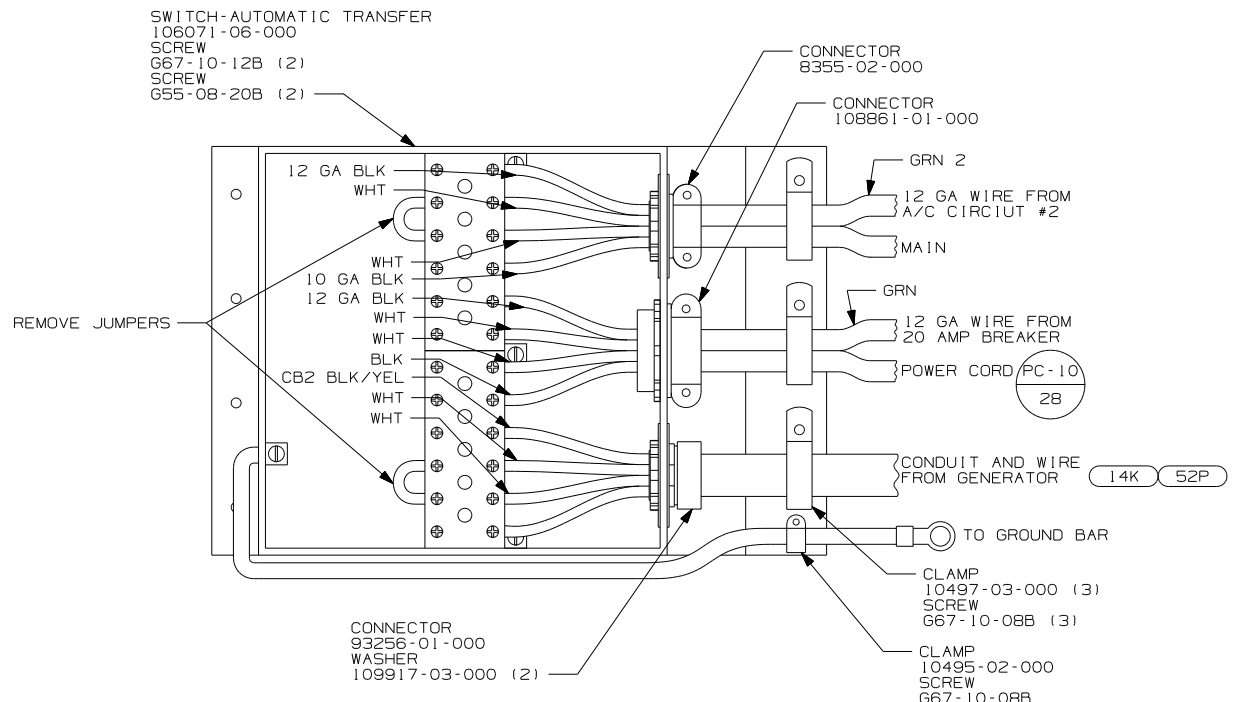 SWITCH-AUTOMATIC TRANSFER
106071-06-000
SCREW
G67-10-12B (2)
SCREW
G55-08-20B (2)
CONNECTOR
8355-02-000
CONNECTOR
108861-01-000
12 GA BLK
WHT
WHT
10 GA BLK
12 GA BLK
WHT
WHT
BLK
CB2 BLK/YEL
WHT
WHT
REMOVE JUMPERS
GRN 2
12 GA WIRE FROM
A/C CIRCIUT #2
MAIN
GRN
12 GA WIRE FROM
20 AMP BREAKER
POWER CORD
PC-10
28
CONDUIT AND WIRE
FROM GENERATOR
14K
52P
TO GROUND BAR
CLAMP
10497-03-000 (3)
SCREW
G67-10-08B (3)
CONNECTOR
93256-01-000
WASHER
109917-03-000 (2)
CLAMP
10495-02-000
SCREW
G67-10-08B